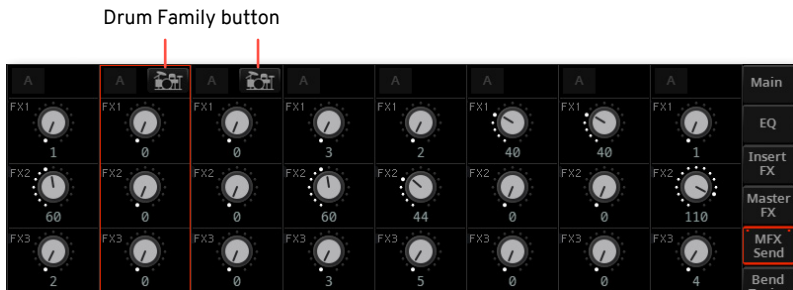 Drum Family button
A A A A A A A A Main
FX1 FX1 FX1 FX1 FX1 FX1 FX1 FX1
1 0 0 3 2 40 40 1
EQ
Insert
FX
FX2 FX2 FX2 FX2 FX2 FX2 FX2 FX2
60 0 0 60 44 0 0 110
Master
FX
FX3 FX3 FX3 FX3 FX3 FX3 FX3 FX3
2 0 0 3 5 0 0 4
MFX
Send
Bend